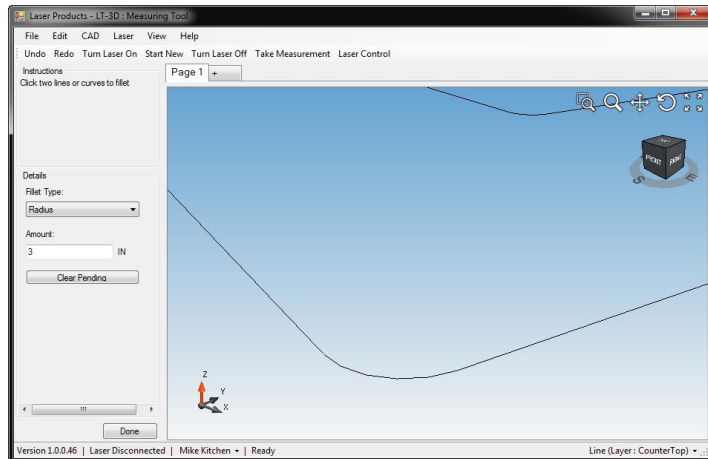 Laser Products - LT-3D : Measuring Tool
File Edit CAD Laser View Help
Undo Redo Turn Laser On Start New Turn Laser Off Take Measurement Laser Control
Instructions
Click two lines or curves to fillet
Page 1 +
Details
Fillet Type:
Radius
Amount:
3 IN
Clear Pending
FRONT
S E
Z
Y
X
Done
Version 1.0.0.46 | Laser Disconnected | Mike Kitchen | Ready Line (Layer : CounterTop)